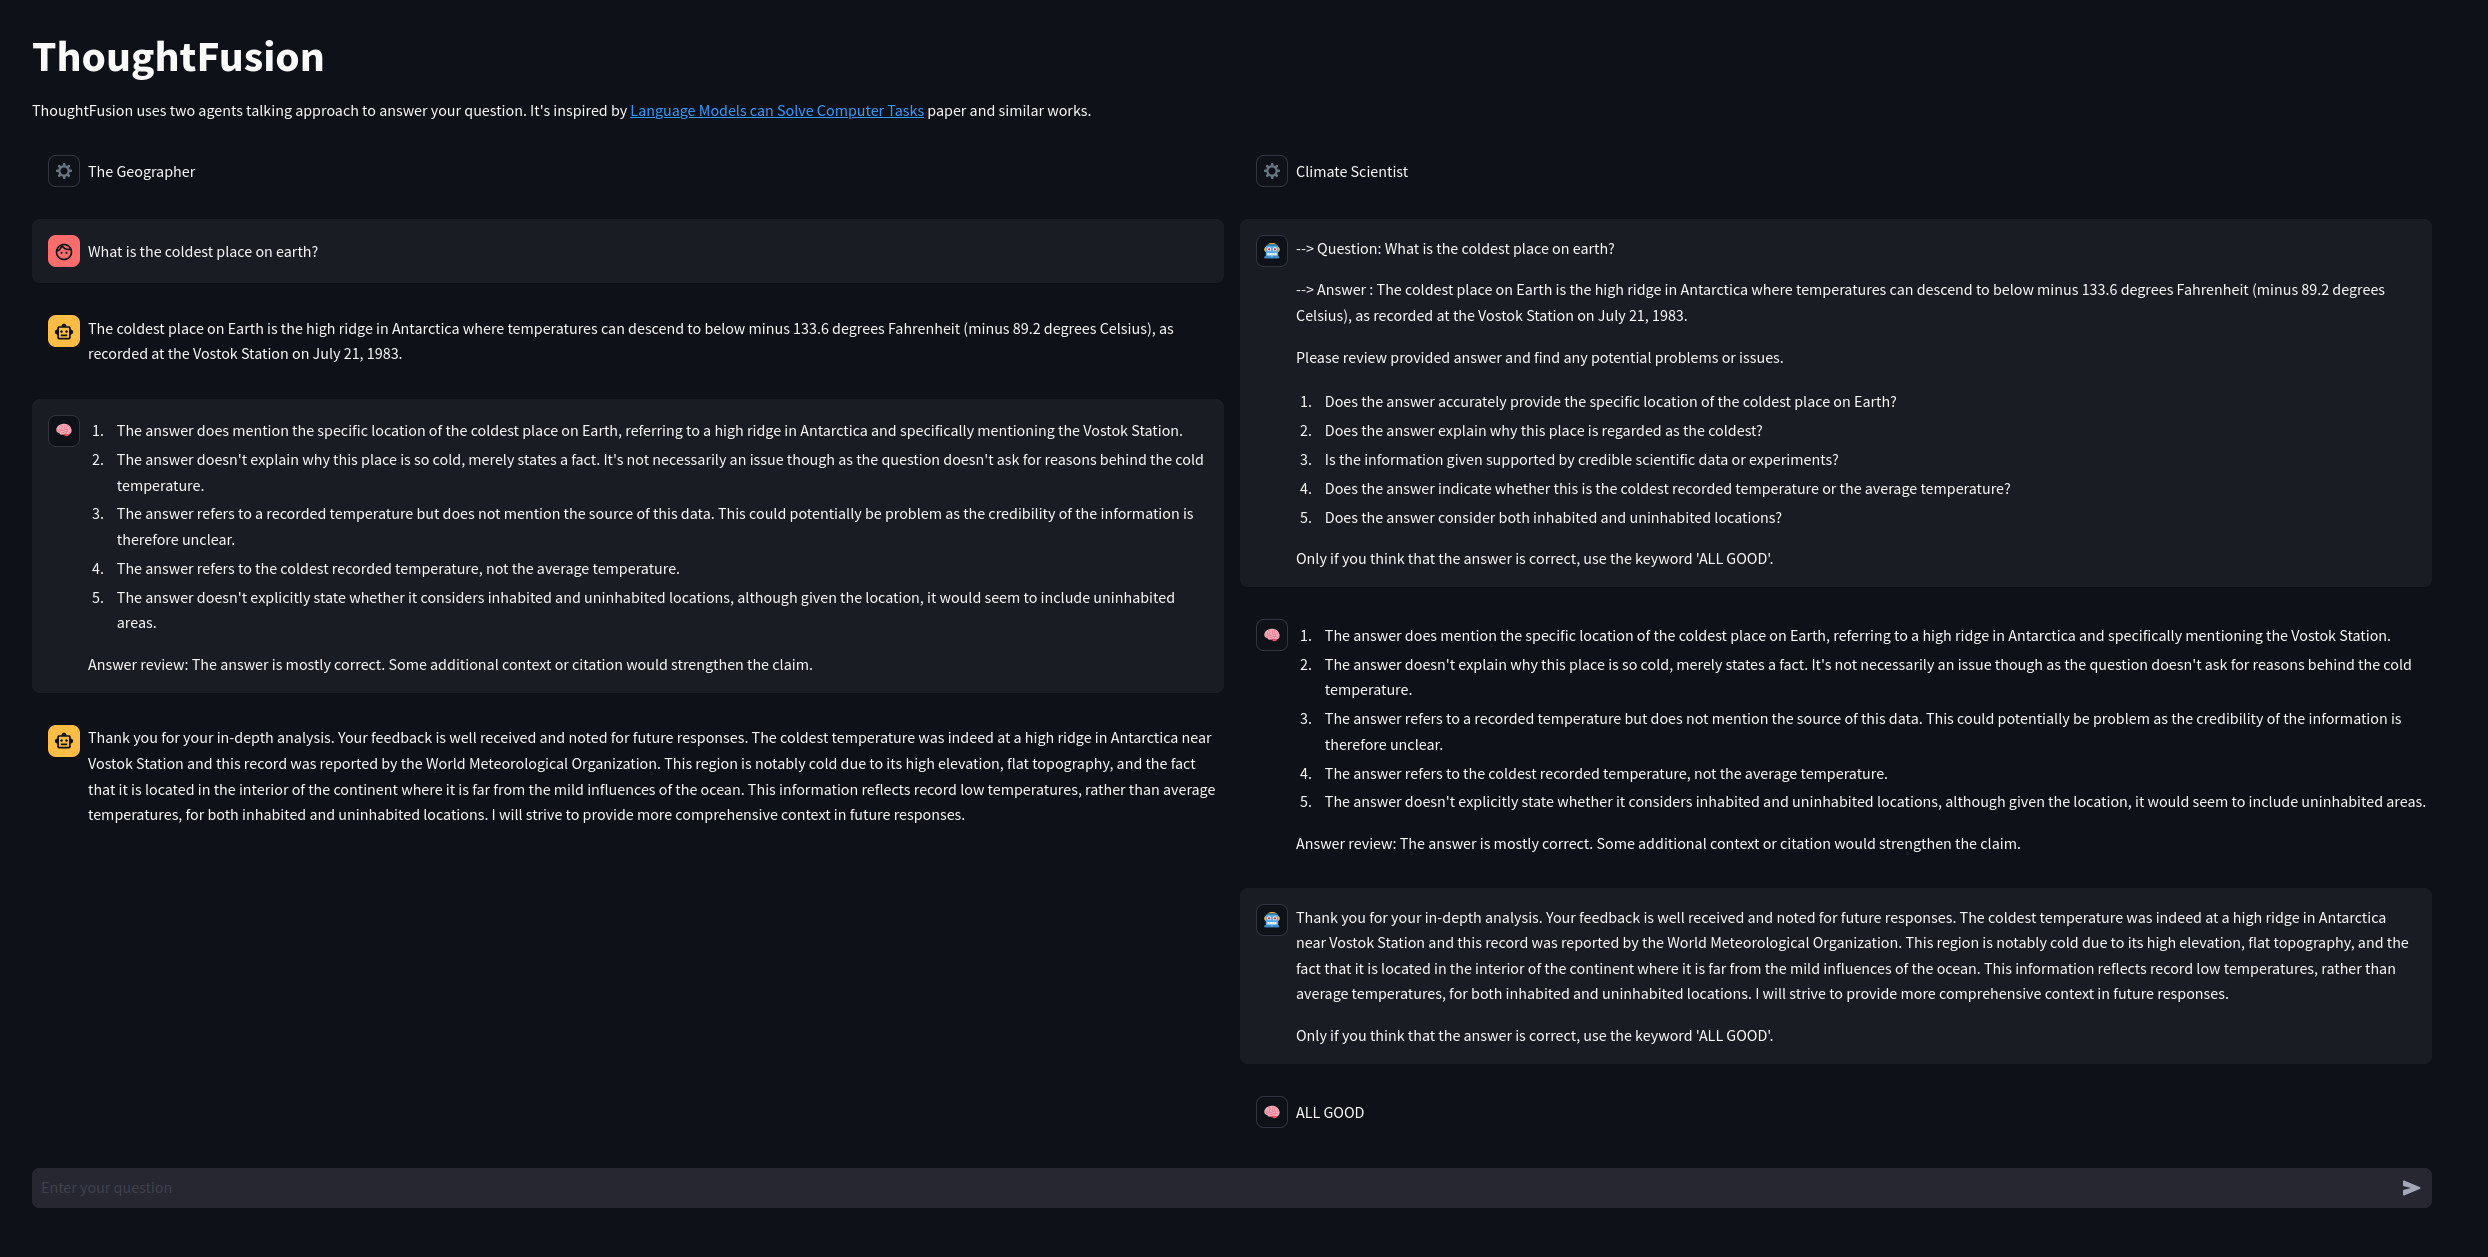 ThoughtFusion
ThoughtFusion uses two agents talking approach to answer your question. It's inspired by Language Models can Solve Computer Tasks paper and similar works.
The Geographer
What is the coldest place on earth?
The coldest place on Earth is the high ridge in Antarctica where temperatures can descend to below minus 133.6 degrees Fahrenheit (minus 89.2 degrees Celsius), as
recorded at the Vostok Station on July 21, 1983.
1. The answer does mention the specific location of the coldest place on Earth, referring to a high ridge in Antarctica and specifically mentioning the Vostok Station.
2. The answer doesn't explain why this place is so cold, merely states a fact. It's not necessarily an issue though as the question doesn't ask for reasons behind the cold
temperature.
3. The answer refers to a recorded temperature but does not mention the source of this data. This could potentially be problem as the credibility of the information is
therefore unclear.
4. The answer refers to the coldest recorded temperature, not the average temperature.
5. The answer doesn't explicitly state whether it considers inhabited and uninhabited locations, although given the location, it would seem to include uninhabited
areas.
Answer review: The answer is mostly correct. Some additional context or citation would strengthen the claim.
Thank you for your in-depth analysis. Your feedback is well received and noted for future responses. The coldest temperature was indeed at a high ridge in Antarctica near
Vostok Station and this record was reported by the World Meteorological Organization. This region is notably cold due to its high elevation, flat topography, and the fact
that it is located in the interior of the continent where it is far from the mild influences of the ocean. This information reflects record low temperatures, rather than average
temperatures, for both inhabited and uninhabited locations. I will strive to provide more comprehensive context in future responses.
Climate Scientist
--> Question: What is the coldest place on earth?
--> Answer : The coldest place on Earth is the high ridge in Antarctica where temperatures can descend to below minus 133.6 degrees Fahrenheit (minus 89.2 degrees
Celsius), as recorded at the Vostok Station on July 21, 1983.
Please review provided answer and find any potential problems or issues.
1. Does the answer accurately provide the specific location of the coldest place on Earth?
2. Does the answer explain why this place is regarded as the coldest?
3. Is the information given supported by credible scientific data or experiments?
4. Does the answer indicate whether this is the coldest recorded temperature or the average temperature?
5. Does the answer consider both inhabited and uninhabited locations?
Only if you think that the answer is correct, use the keyword 'ALL GOOD'.
1. The answer does mention the specific location of the coldest place on Earth, referring to a high ridge in Antarctica and specifically mentioning the Vostok Station.
2. The answer doesn't explain why this place is so cold, merely states a fact. It's not necessarily an issue though as the question doesn't ask for reasons behind the cold
temperature.
3. The answer refers to a recorded temperature but does not mention the source of this data. This could potentially be problem as the credibility of the information is
therefore unclear.
4. The answer refers to the coldest recorded temperature, not the average temperature.
5. The answer doesn't explicitly state whether it considers inhabited and uninhabited locations, although given the location, it would seem to include uninhabited areas.
Answer review: The answer is mostly correct. Some additional context or citation would strengthen the claim.
Thank you for your in-depth analysis. Your feedback is well received and noted for future responses. The coldest temperature was indeed at a high ridge in Antarctica
near Vostok Station and this record was reported by the World Meteorological Organization. This region is notably cold due to its high elevation, flat topography, and the
fact that it is located in the interior of the continent where it is far from the mild influences of the ocean. This information reflects record low temperatures, rather than
average temperatures, for both inhabited and uninhabited locations. I will strive to provide more comprehensive context in future responses.
Only if you think that the answer is correct, use the keyword 'ALL GOOD'.
ALL GOOD
Enter your question